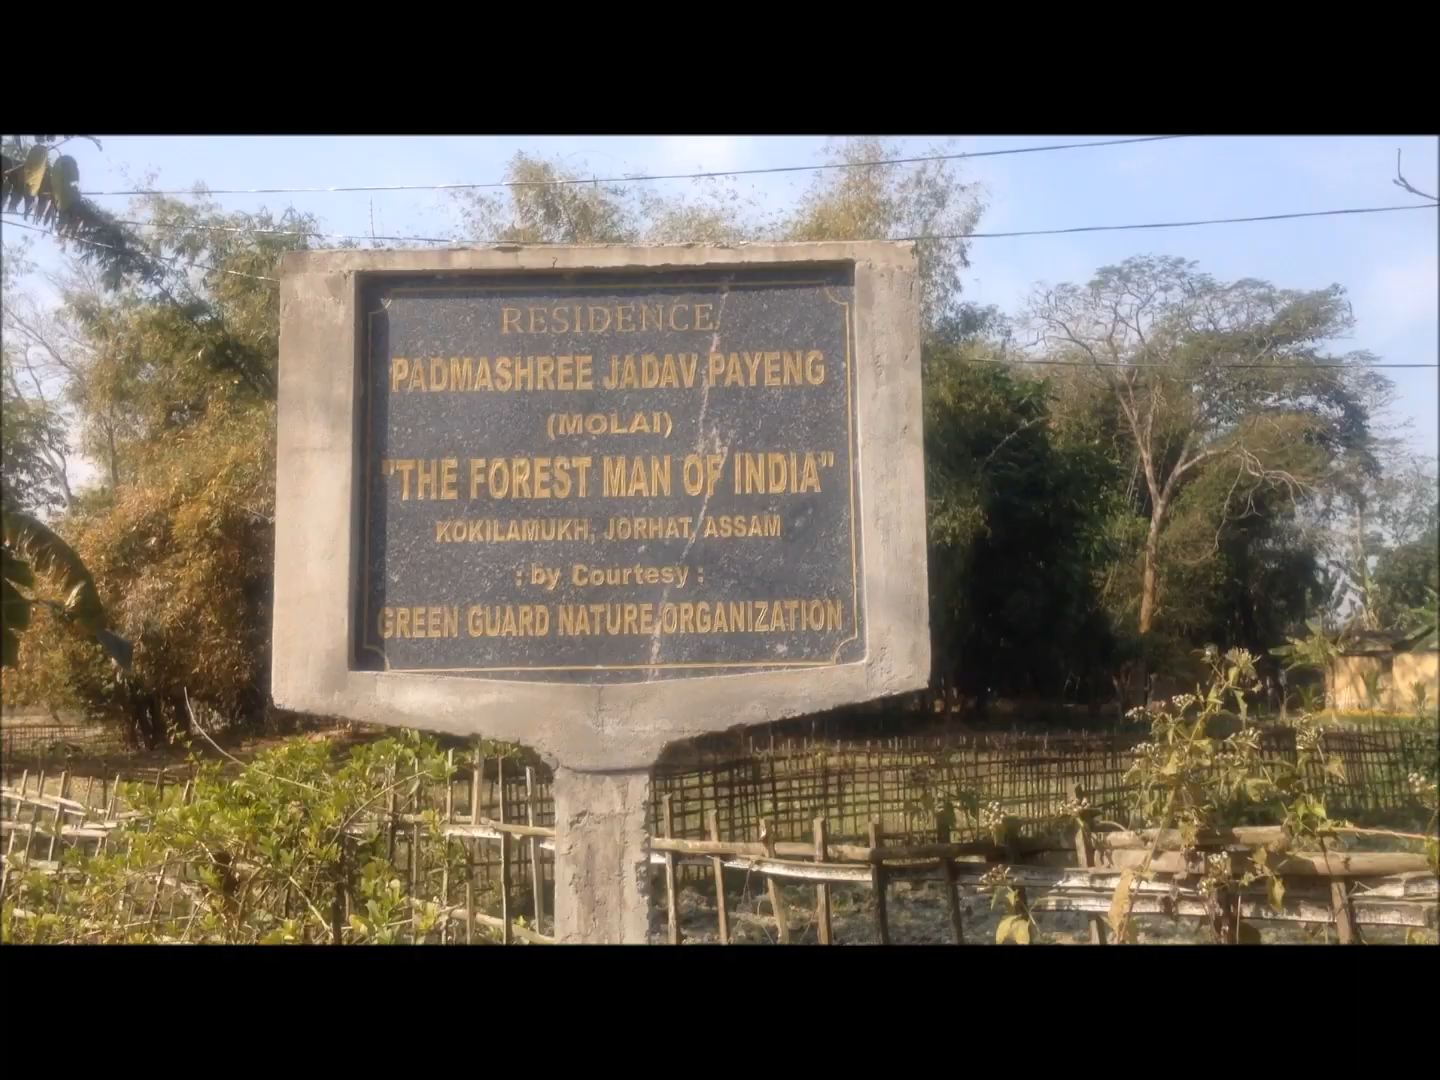 RESIDENCE
PADMASHREE JADAV PAYENG
(MOLAI)
"THE FOREST MAN OF INDIA"
KOKILAMUKH, JORHAT, ASSAM
: by Courtesy :
GREEN GUARD NATURE ORGANIZATION